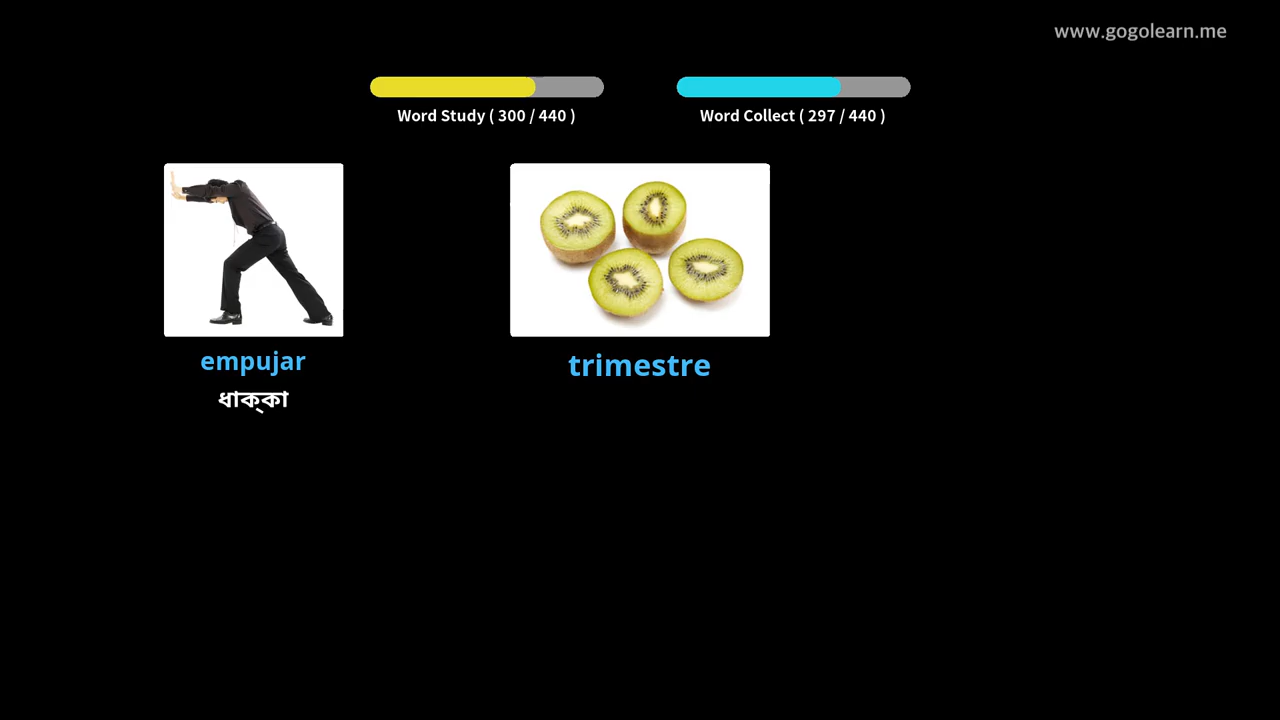 www.gogolearn.me
Word Study ( 300 / 440 )
Word Collect ( 297 / 440 )
empujar
ধাক্‌কা
trimestre